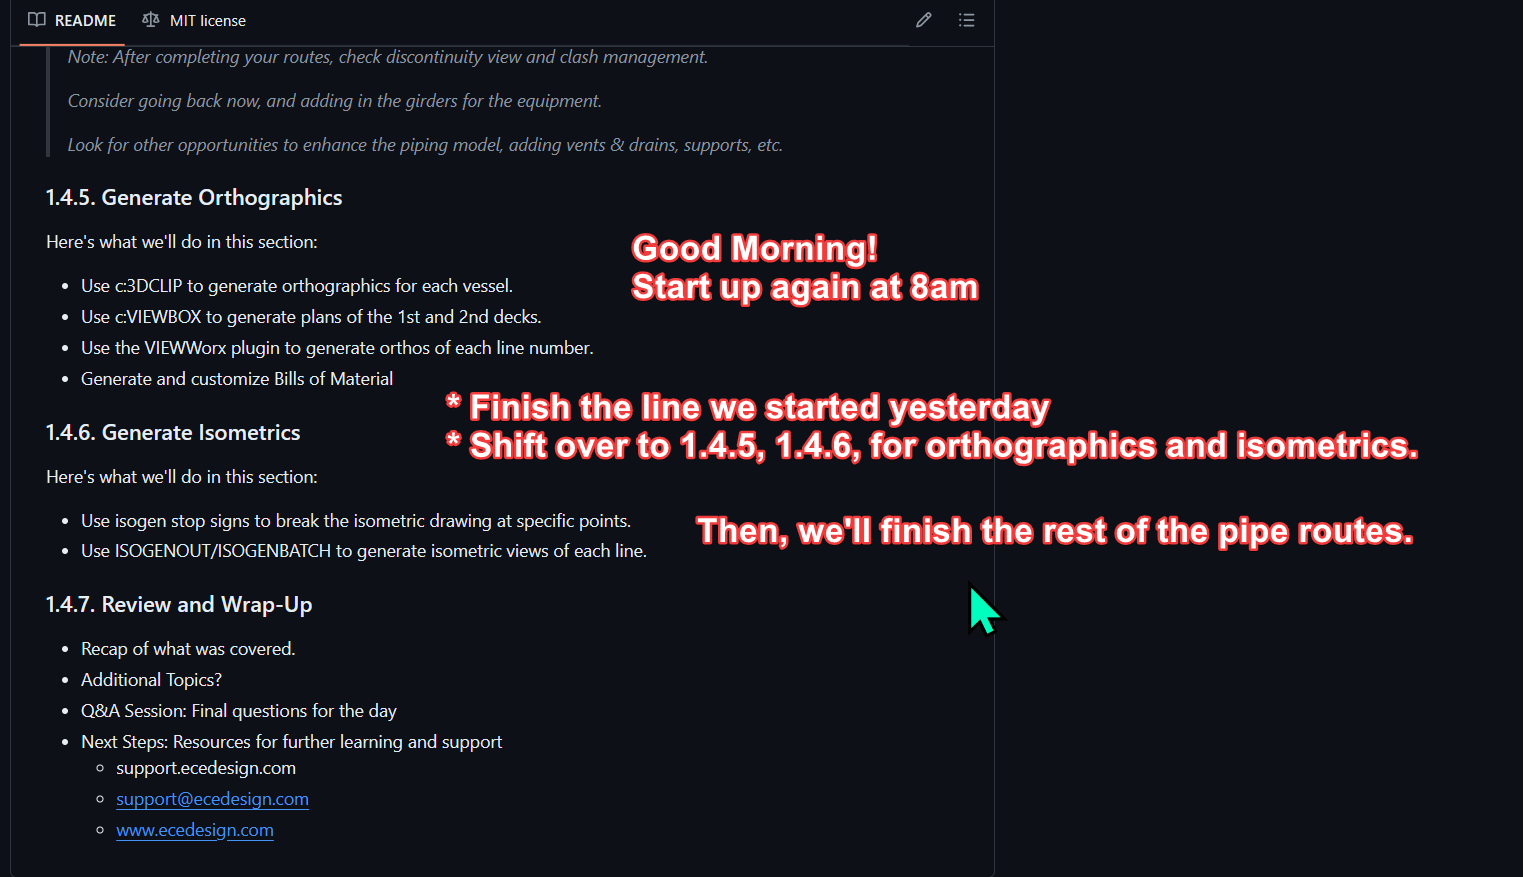 README
MIT license
Note: After completing your routes, check discontinuity view and clash management.
Consider going back now, and adding in the girders for the equipment.
Look for other opportunities to enhance the piping model, adding vents & drains, supports, etc.
1.4.5. Generate Orthographics
Here's what we'll do in this section:
Good Morning!
Start up again at 8am
• Use c:3DCLIP to generate orthographics for each vessel.
• Use c:VIEWBOX to generate plans of the 1st and 2nd decks.
• Use the VIEWWorx plugin to generate orthos of each line number.
• Generate and customize Bills of Material
* Finish the line we started yesterday
* Shift over to 1.4.5, 1.4.6, for orthographics and isometrics.
1.4.6. Generate Isometrics
Here's what we'll do in this section:
• Use isogen stop signs to break the isometric drawing at specific points.
• Use ISOGENOUT/ISOGENBATCH to generate isometric views of each line.
Then, we'll finish the rest of the pipe routes.
1.4.7. Review and Wrap-Up
• Recap of what was covered.
• Additional Topics?
• Q&A Session: Final questions for the day
• Next Steps: Resources for further learning and support
◦ support.ecedesign.com
◦ support@ecedesign.com
◦ www.ecedesign.com